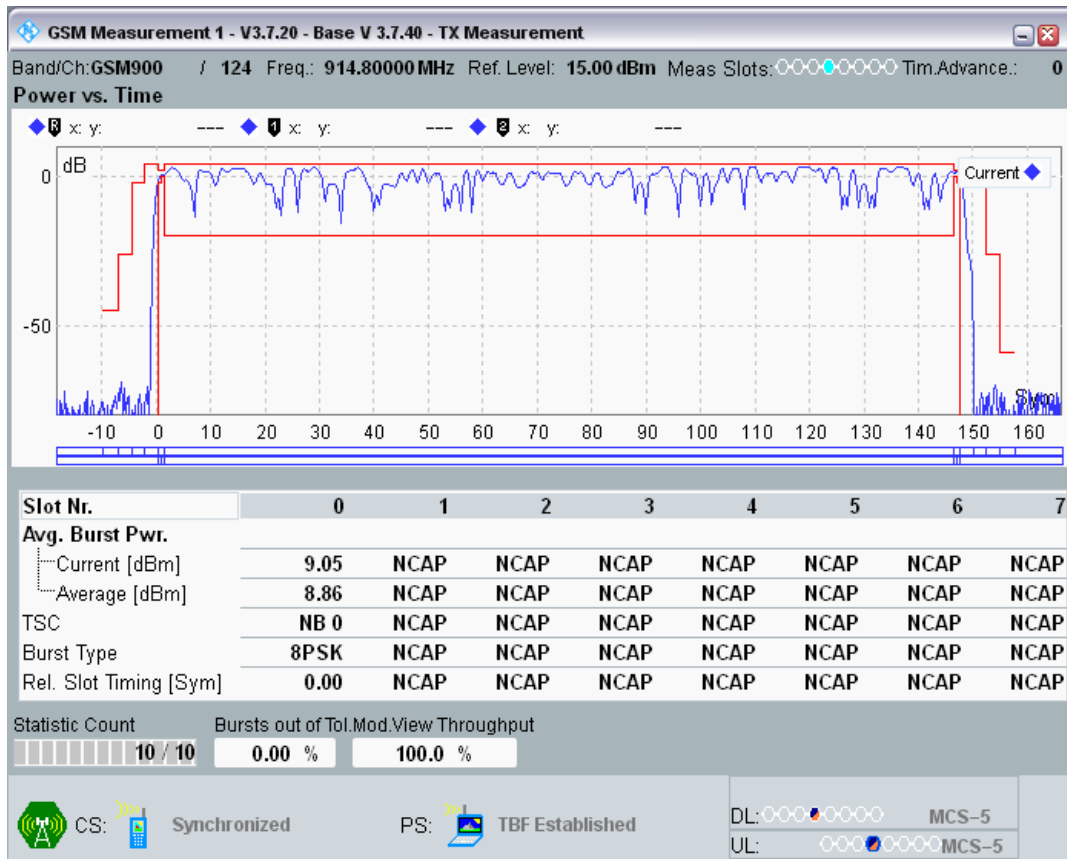 GSM Measurement 1 - V3.7.20 - Base V 3.7.40 - TX Measurement
Band/Ch: GSM900 / 124 Freq.: 914.80000 MHz Ref. Level: 15.00 dBm Meas Slots: Tim.Advance.: 0
Power vs. Time
R x: y: --- 1 x: y: --- 2 x: y: ---
dB
Current
0
-50
Sym
-10 0 10 20 30 40 50 60 70 80 90 100 110 120 130 140 150 160
Slot Nr. 0 1 2 3 4 5 6 7
Avg. Burst Pwr.
Current [dBm] 9.05 NCAP NCAP NCAP NCAP NCAP NCAP NCAP
Average [dBm] 8.86 NCAP NCAP NCAP NCAP NCAP NCAP NCAP
TSC NB 0 NCAP NCAP NCAP NCAP NCAP NCAP NCAP
Burst Type 8PSK NCAP NCAP NCAP NCAP NCAP NCAP NCAP
Rel. Slot Timing [Sym] 0.00 NCAP NCAP NCAP NCAP NCAP NCAP NCAP
Statistic Count Bursts out of Tol. Mod.View Throughput
10 / 10 0.00 % 100.0 %
CS: Synchronized PS: TBF Established DL: MCS-5
UL: MCS-5